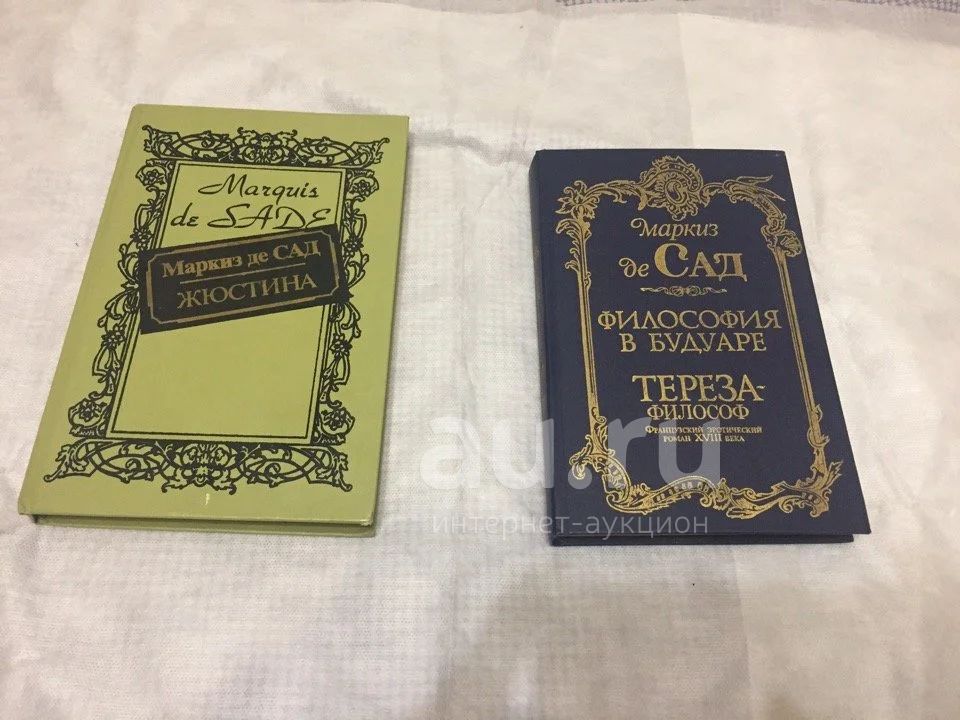 Marquis
de SADE
Маркиз де САД
ЖЮСТИНА
Маркиз
де САД
ФИЛОСОФИЯ
В БУДУАРЕ
ТЕРЕЗА-
ФИЛОСОФ
ФРАНЦУЗСКИЙ ЭРОТИЧЕСКИЙ
РОМАН XVIII ВЕКА
au.ru
интернет-аукцион